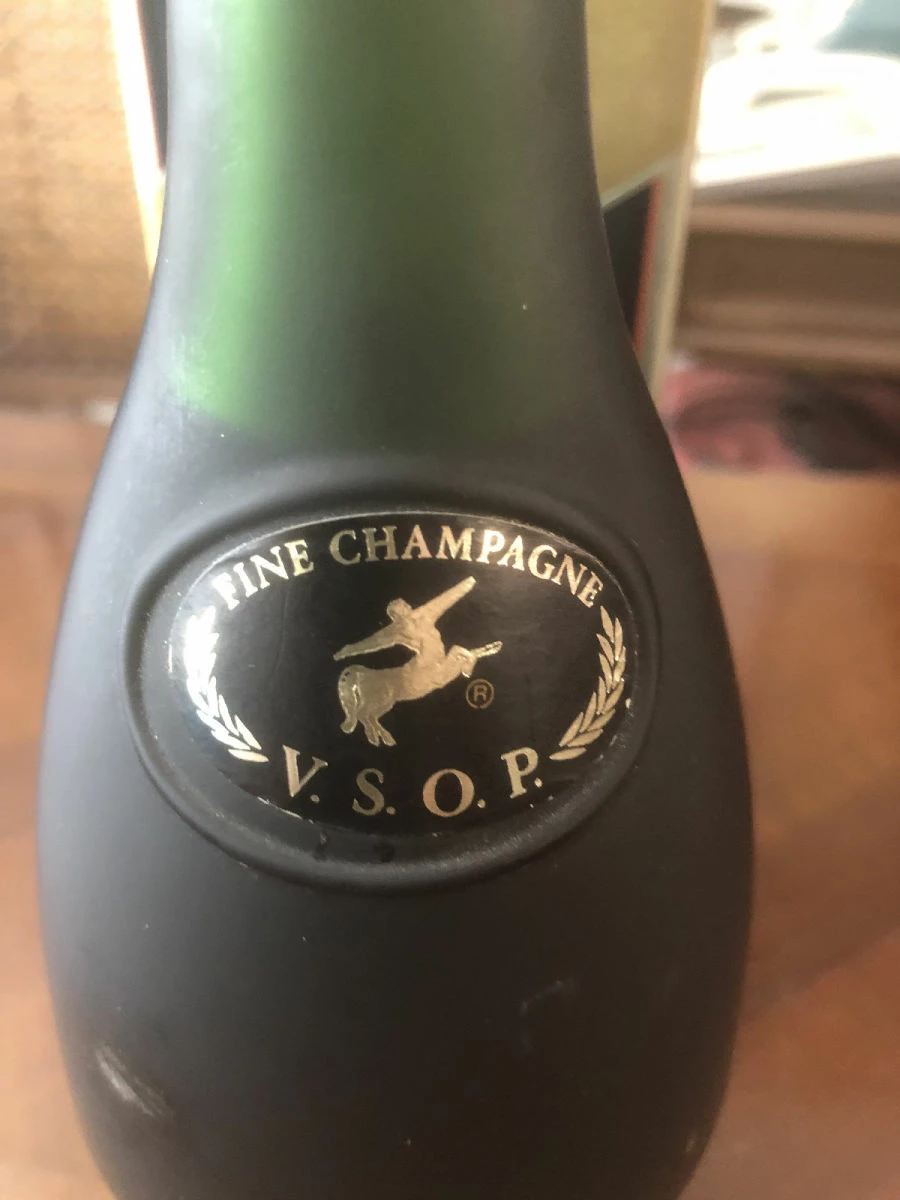 FINE CHAMPAGNE
®
V. S. O. P.